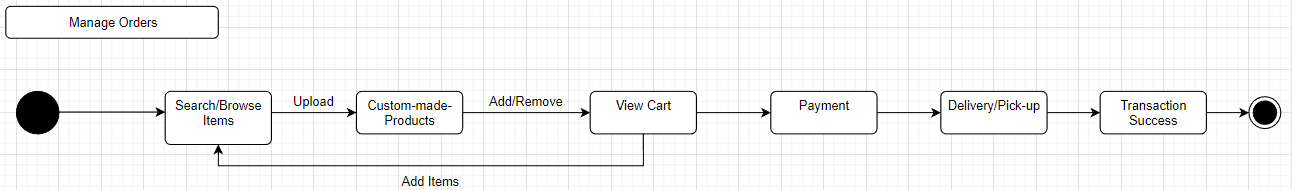 Manage Orders
Search/Browse
Items
Upload
Custom-made-
Products
Add/Remove
View Cart
Payment
Delivery/Pick-up
Transaction
Success
Add Items